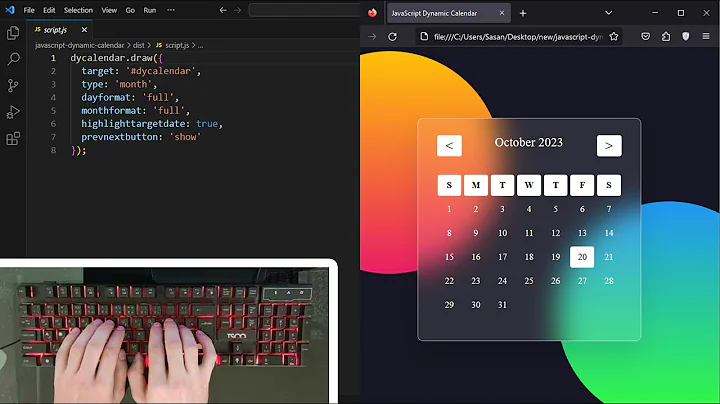 File Edit Selection View Go Run ...
script.js
javascript-dynamic-calendar > dist > script.js > ...
1 dycalendar.draw({
2 target: '#dycalendar',
3 type: 'month',
4 dayformat: 'full',
5 monthformat: 'full',
6 highlighttargetdate: true,
7 prevnextbutton: 'show'
8 });
JavaScript Dynamic Calendar
file:///C:/Users/Sasan/Desktop/new/javascript-dyn
< October 2023 >
S M T W T F S
1 2 3 4 5 6 7
8 9 10 11 12 13 14
15 16 17 18 19 20 21
22 23 24 25 26 27 28
29 30 31
TSCO